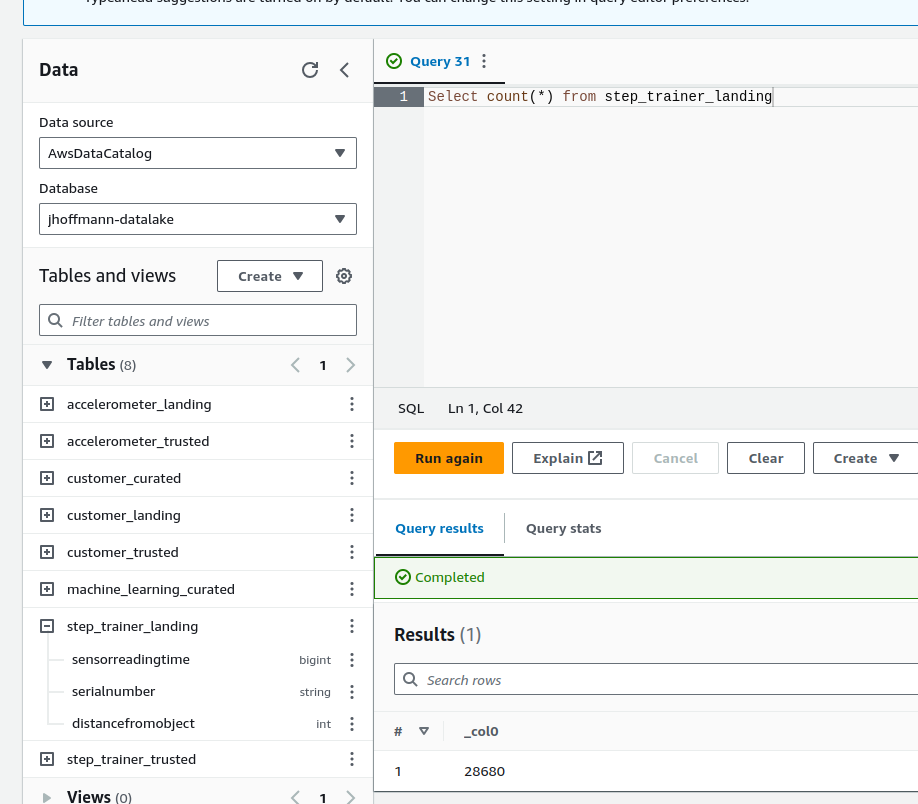 Typeahead suggestions are turned on by default. You can change this setting in query editor preferences.
Data
Data source
AwsDataCatalog
Database
jhoffmann-datalake
Tables and views
Create
Filter tables and views
Tables (8)
1
accelerometer_landing
accelerometer_trusted
customer_curated
customer_landing
customer_trusted
machine_learning_curated
step_trainer_landing
sensorreadingtime bigint
serialnumber string
distancefromobject int
step_trainer_trusted
Views (0)
1
Query 31
1 Select count(*) from step_trainer_landing
SQL Ln 1, Col 42
Run again Explain Cancel Clear Create
Query results Query stats
Completed
Results (1)
Search rows
# _col0
1 28680